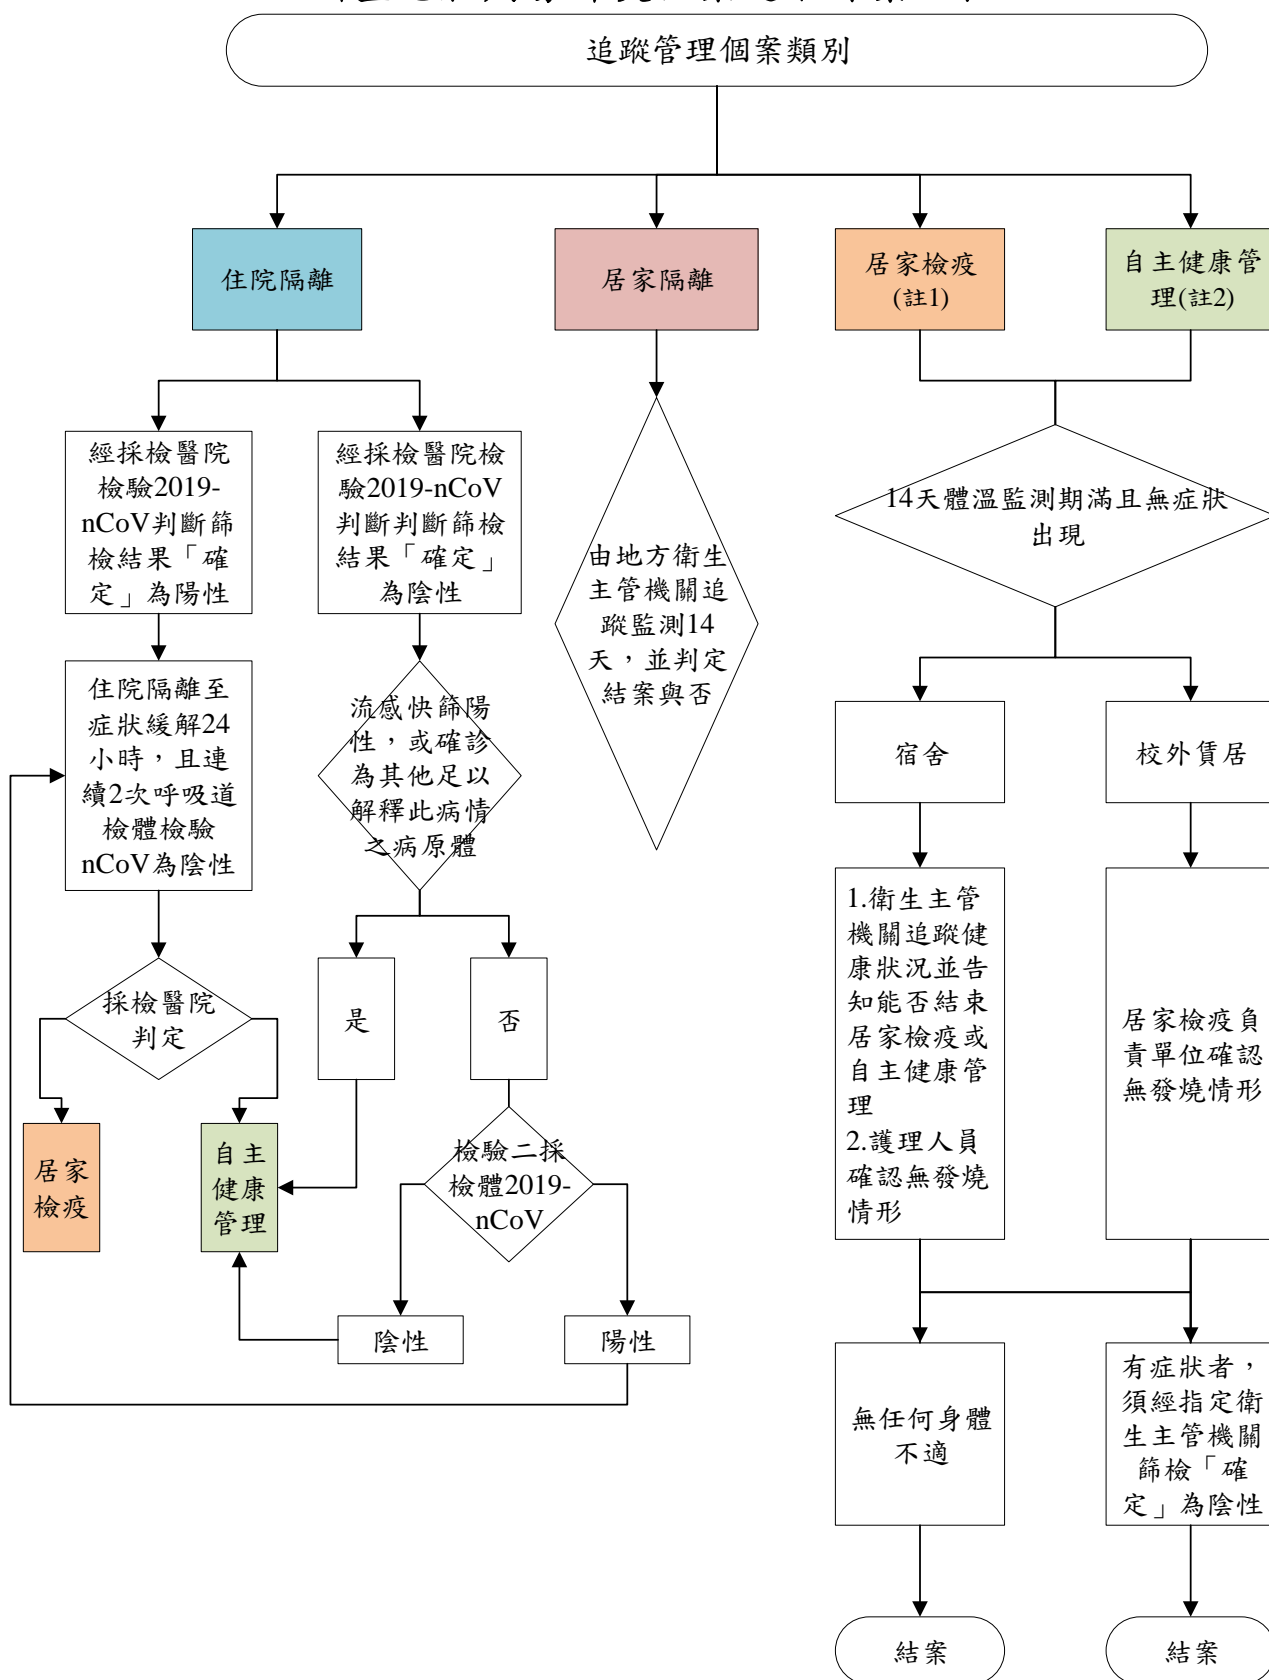 追蹤管理個案類別
住院隔離
居家隔離
居家檢疫
(註1)
自主健康管
理(註2)
經採檢醫院
檢驗2019-
nCoV判斷篩
檢結果「確
定」為陽性
經採檢醫院檢
驗2019-nCoV
判斷判斷篩檢
結果「確定」
為陰性
由地方衛生
主管機關追
蹤監測14
天，並判定
結案與否
14天體溫監測期滿且無症狀
出現
住院隔離至
症狀緩解24
小時，且連
續2次呼吸道
檢體檢驗
nCoV為陰性
流感快篩陽
性，或確診
為其他足以
解釋此病情
之病原體
宿舍
校外賃居
採檢醫院
判定
是
否
1.衛生主管
機關追蹤健
康狀況並告
知能否結束
居家檢疫或
自主健康管
理
2.護理人員
確認無發燒
情形
居家檢疫負
責單位確認
無發燒情形
居家
檢疫
自主
健康
管理
檢驗二採
檢體2019-
nCoV
陰性
陽性
無任何身體
不適
有症狀者，
須經指定衛
生主管機關
篩檢「確
定」為陰性
結案
結案